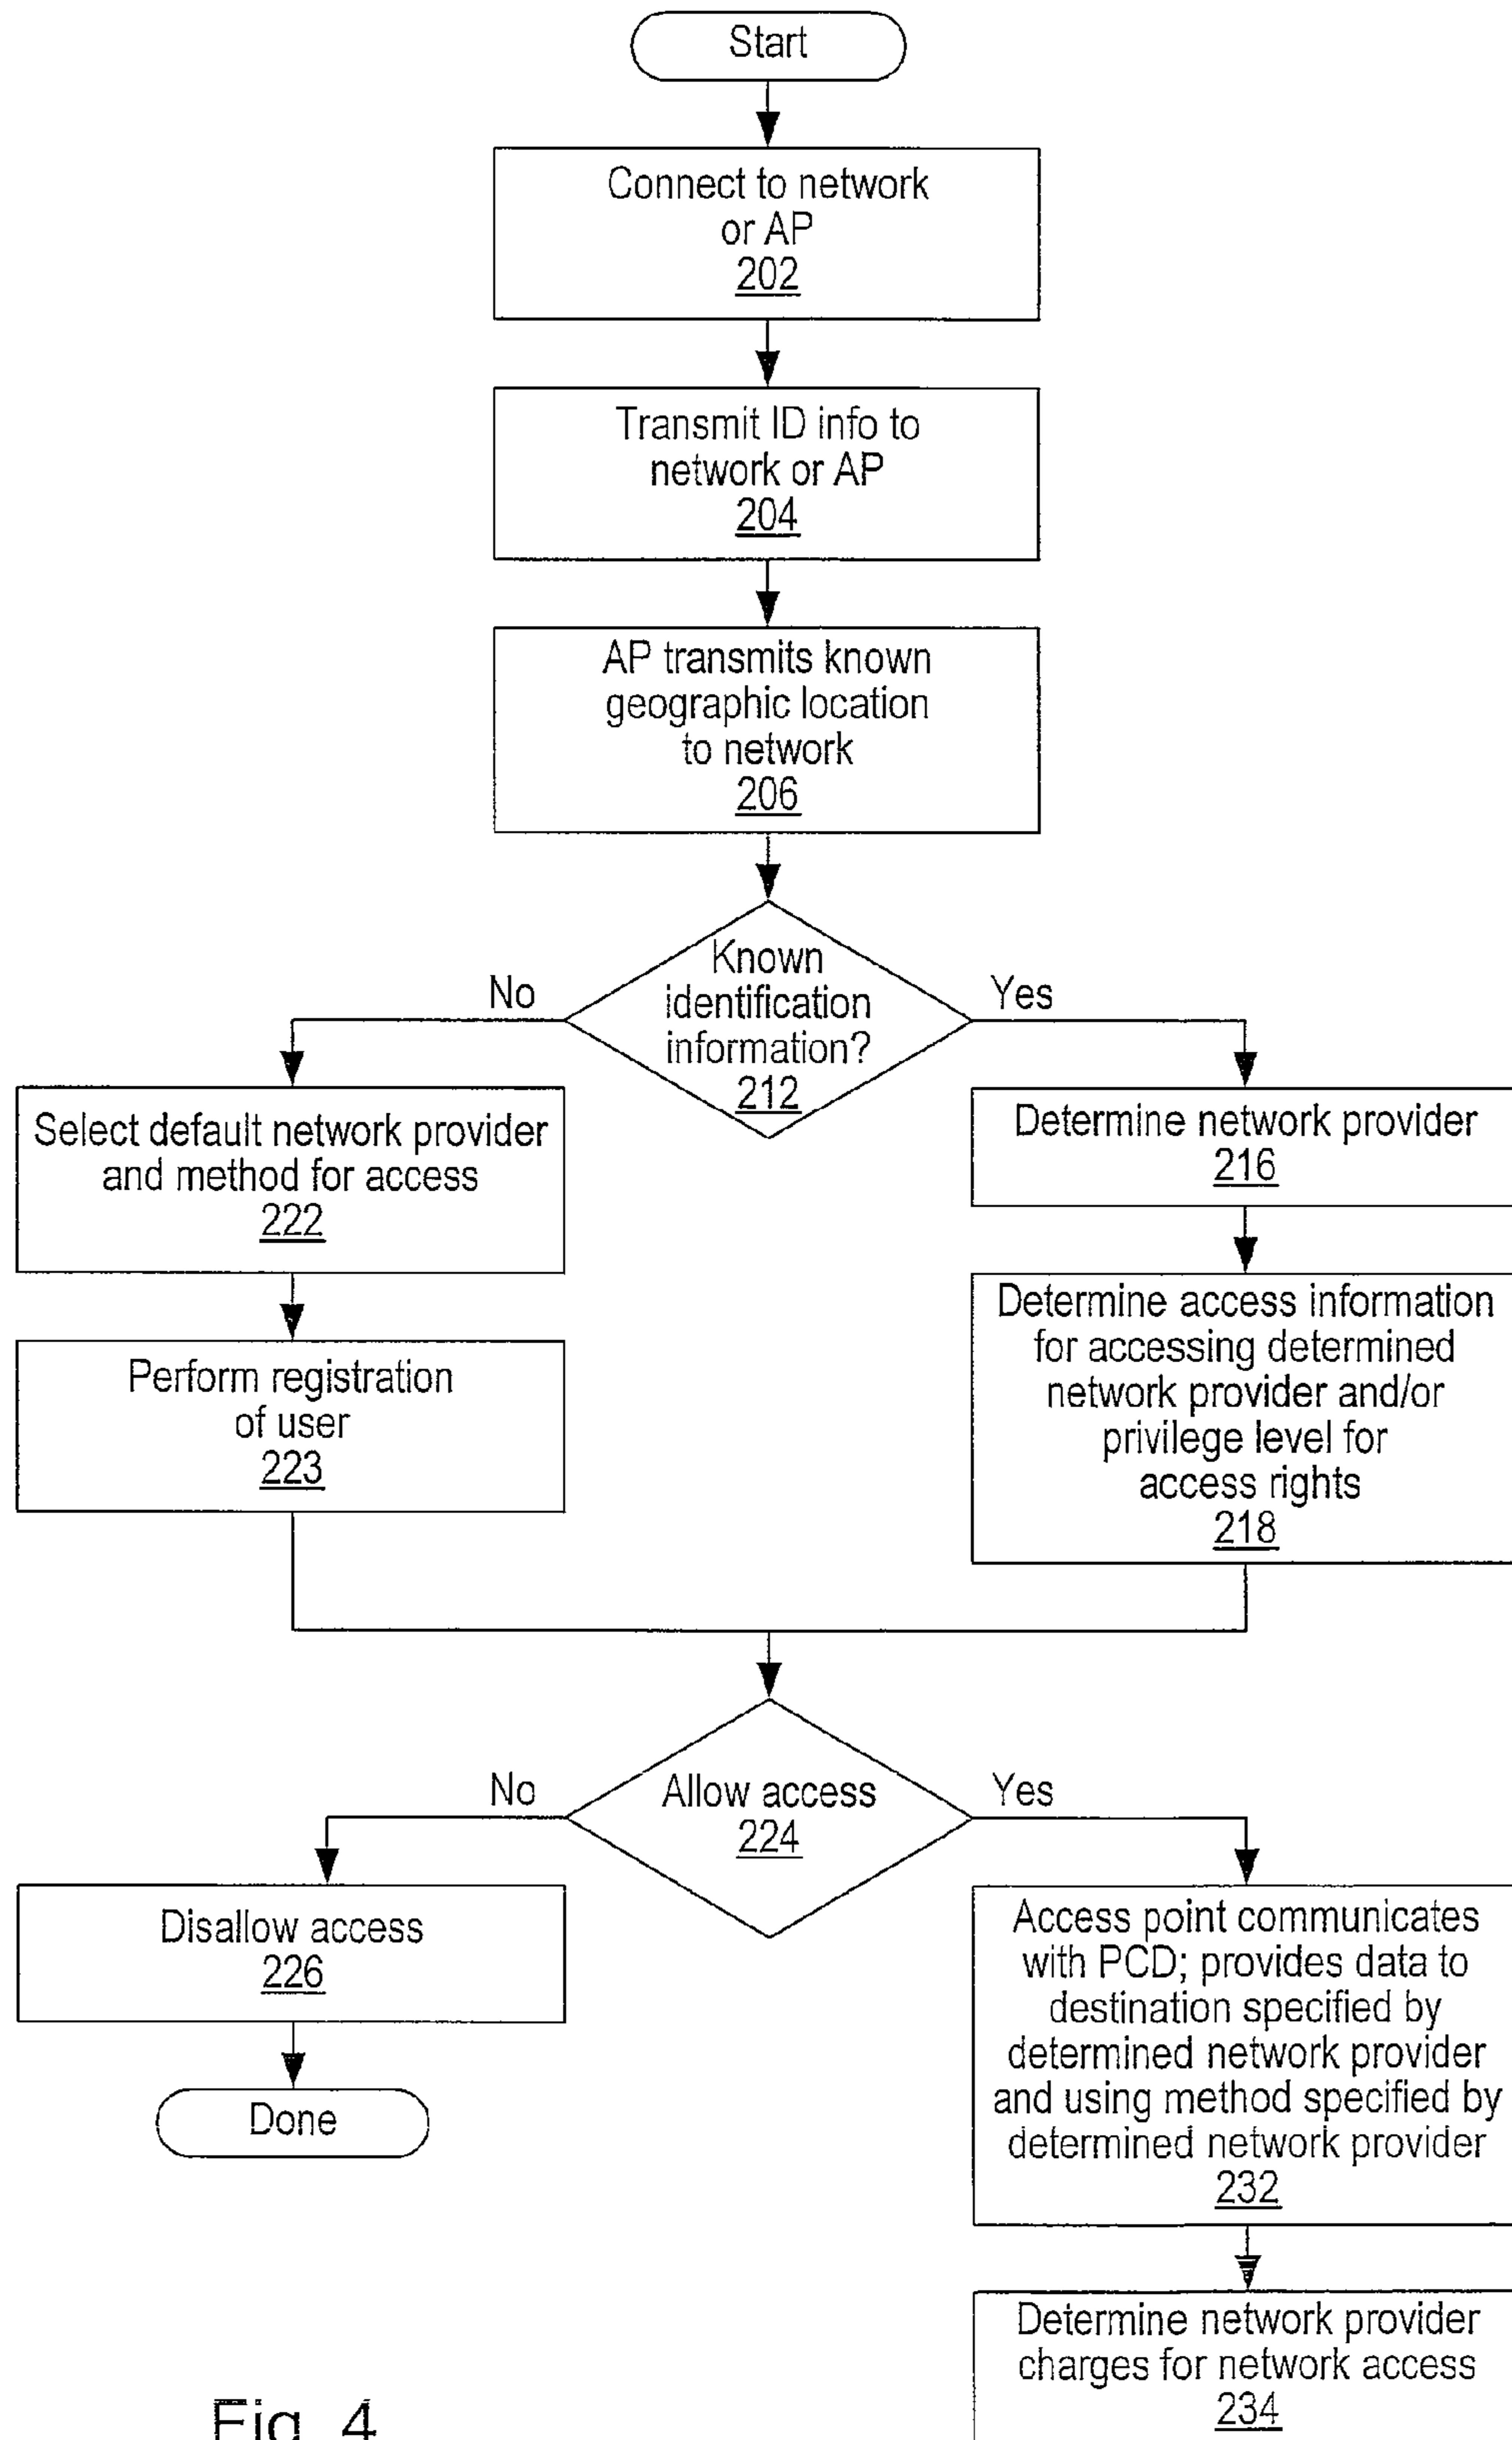 Start
Connect to network
or AP
202
Transmit ID info to
network or AP
204
AP transmits known
geographic location
to network
206
Known
identification
information?
212
No
Yes
Select default network provider
and method for access
222
Perform registration
of user
223
Determine network provider
216
Determine access information
for accessing determined
network provider and/or
privilege level for
access rights
218
Allow access
224
No
Yes
Disallow access
226
Done
Access point communicates
with PCD; provides data to
destination specified by
determined network provider
and using method specified by
determined network provider
232
Determine network provider
charges for network access
234
Fig. 4